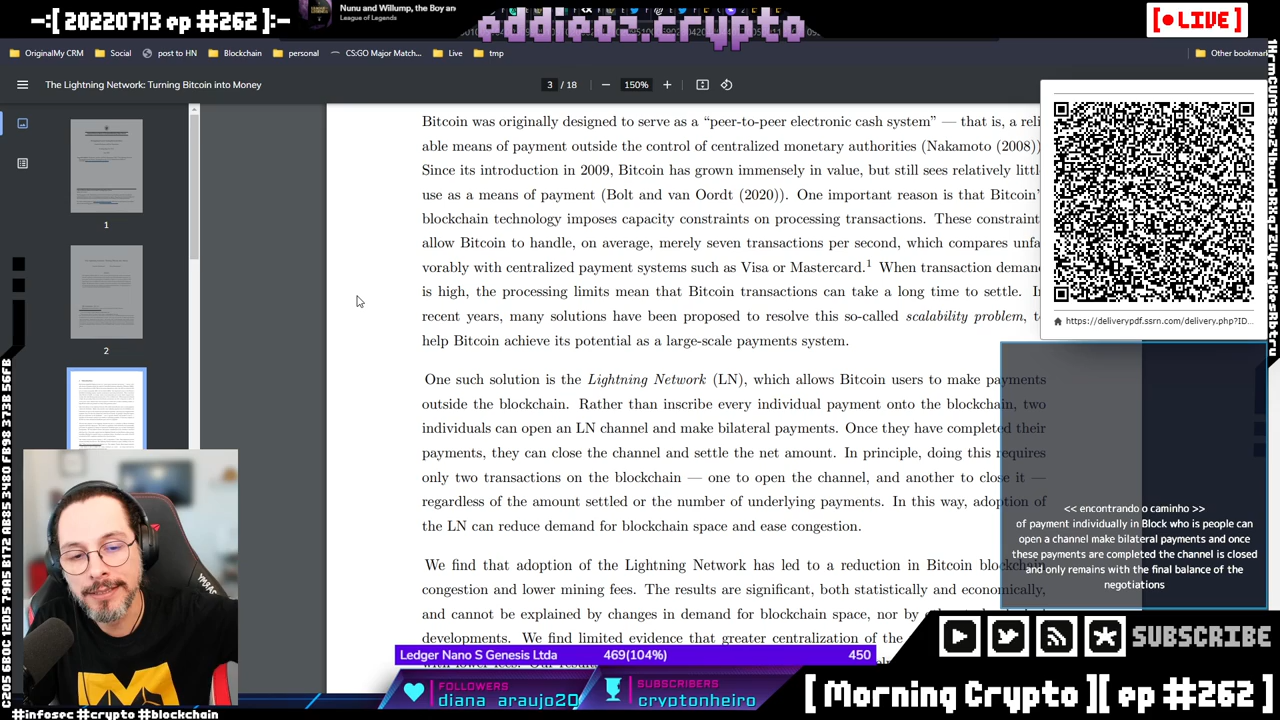 -:[ 20220713 ep #262 ]:-
Nunu and Willump, the Boy an
League of Legends
eddieoz.crypto
[ LIVE ]
OriginalMy CRM
Social
post to HN
Blockchain
personal
CS:GO Major Match...
Live
tmp
Other bookmar
The Lightning Network: Turning Bitcoin into Money
3 / 18
150%
Bitcoin was originally designed to serve as a “peer-to-peer electronic cash system” — that is, a reli
able means of payment outside the control of centralized monetary authorities (Nakamoto (2008))
Since its introduction in 2009, Bitcoin has grown immensely in value, but still sees relatively littl
use as a means of payment (Bolt and van Oordt (2020)). One important reason is that Bitcoin'
blockchain technology imposes capacity constraints on processing transactions. These constraint
allow Bitcoin to handle, on average, merely seven transactions per second, which compares unfa
vorably with centralized payment systems such as Visa or Mastercard.1 When transaction deman
is high, the processing limits mean that Bitcoin transactions can take a long time to settle. In
recent years, many solutions have been proposed to resolve this so-called scalability problem, t
help Bitcoin achieve its potential as a large-scale payments system.
One such solution is the Lightning Network (LN), which allows Bitcoin users to make payments
outside the blockchain. Rather than inscribe every individual payment onto the blockchain, two
individuals can open an LN channel and make bilateral payments. Once they have completed their
payments, they can close the channel and settle the net amount. In principle, doing this requires
only two transactions on the blockchain — one to open the channel, and another to close it —
regardless of the amount settled or the number of underlying payments. In this way, adoption of
the LN can reduce demand for blockchain space and ease congestion.
We find that adoption of the Lightning Network has led to a reduction in Bitcoin blockchain
congestion and lower mining fees. The results are significant, both statistically and economically,
and cannot be explained by changes in demand for blockchain space, nor by
developments. We find limited evidence that greater centralization of the
1
2
https://deliverypdf.ssrn.com/delivery.php?ID...
<< encontrando o caminho >>
of payment individually in Block who is people can
open a channel make bilateral payments and once
these payments are completed the channel is closed
and only remains with the final balance of the
negotiations
SUBSCRIBE
Ledger Nano S Genesis Ltda
469(104%)
450
FOLLOWERS
diana_araujo20
SUBSCRIBERS
cryptonheiro
[ Morning Crypto ][ ep #262 ]
#infosec #crypto #blockchain